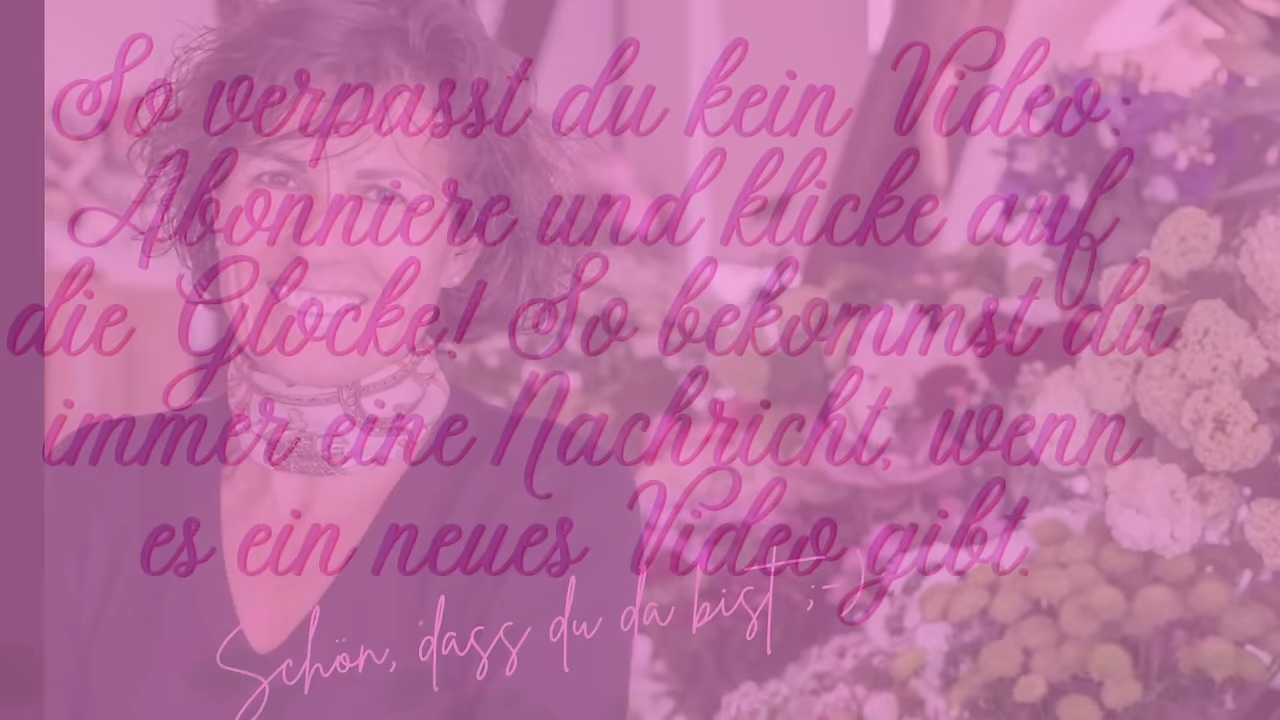 So verpasst du kein Video:
Abonniere und klicke auf
die Glocke! So bekommst du
immer eine Nachricht, wenn
es ein neues Video gibt.
Schön, dass du da bist ;-)